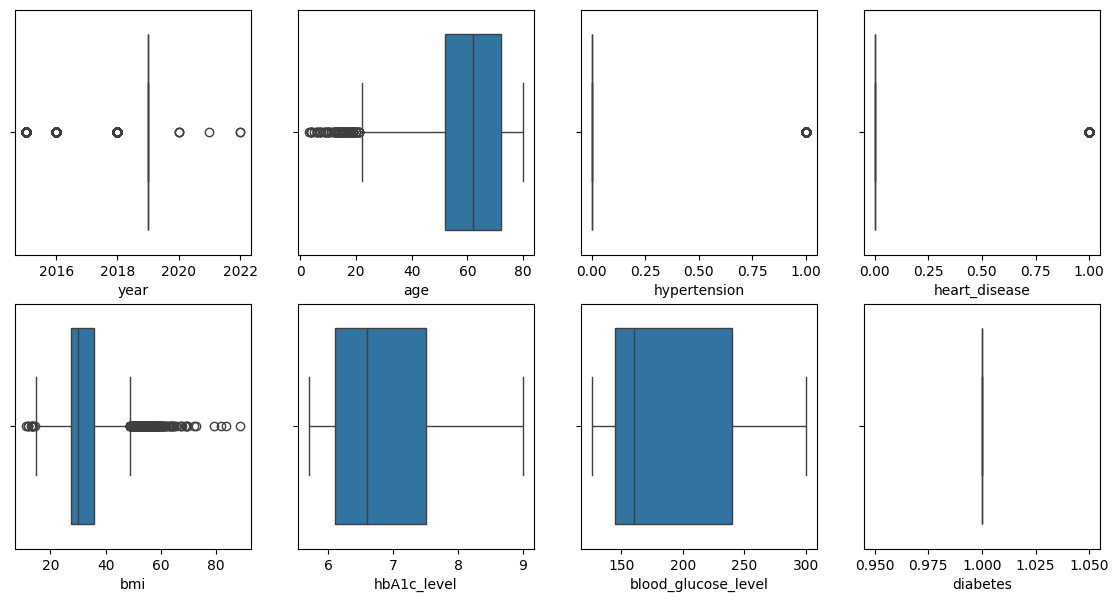 2016 2018 2020 2022
year
0 20 40 60 80
age
0.00 0.25 0.50 0.75 1.00
hypertension
0.00 0.25 0.50 0.75 1.00
heart_disease
20 40 60 80
bmi
6 7 8 9
hbA1c_level
150 200 250 300
blood_glucose_level
0.950 0.975 1.000 1.025 1.050
diabetes